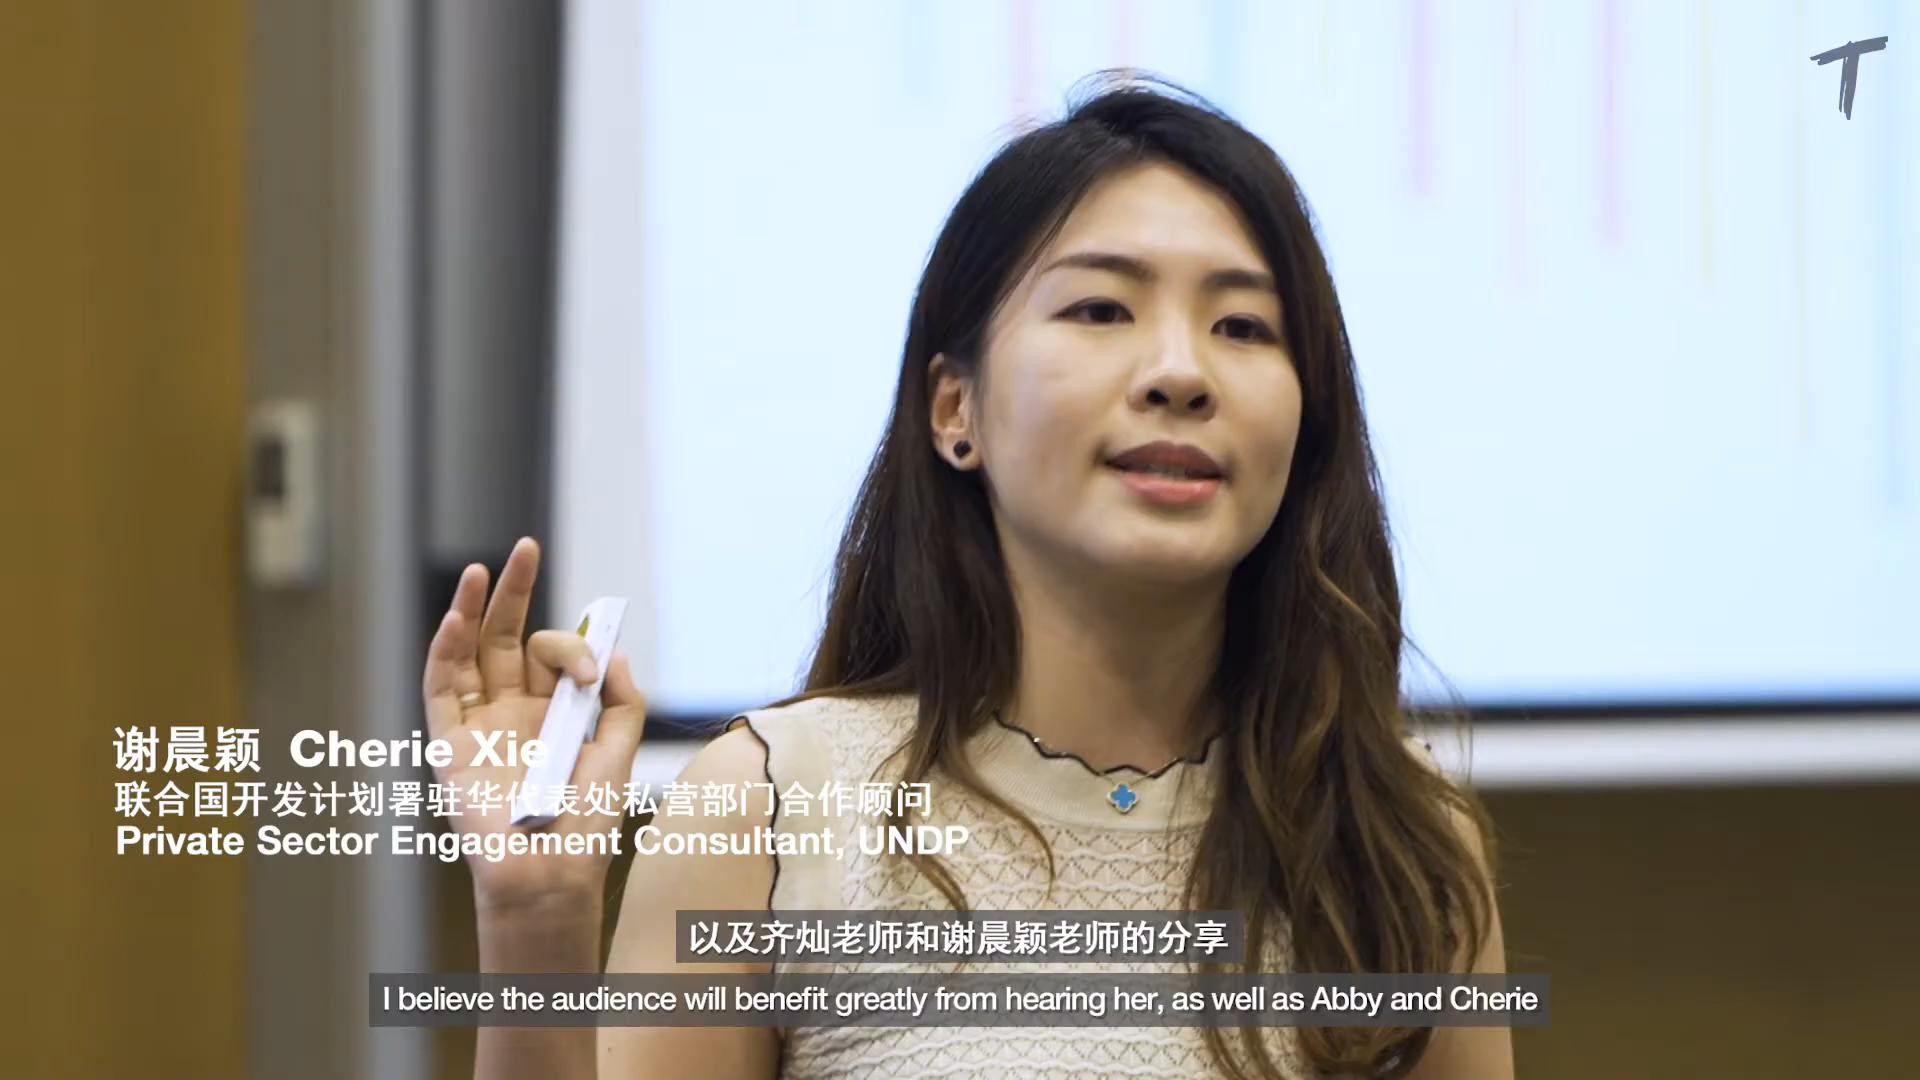 T
谢晨颖 Cherie Xie
联合国开发计划署驻华代表处私营部门合作顾问
Private Sector Engagement Consultant, UNDP
以及齐灿老师和谢晨颖老师的分享
I believe the audience will benefit greatly from hearing her, as well as Abby and Cherie